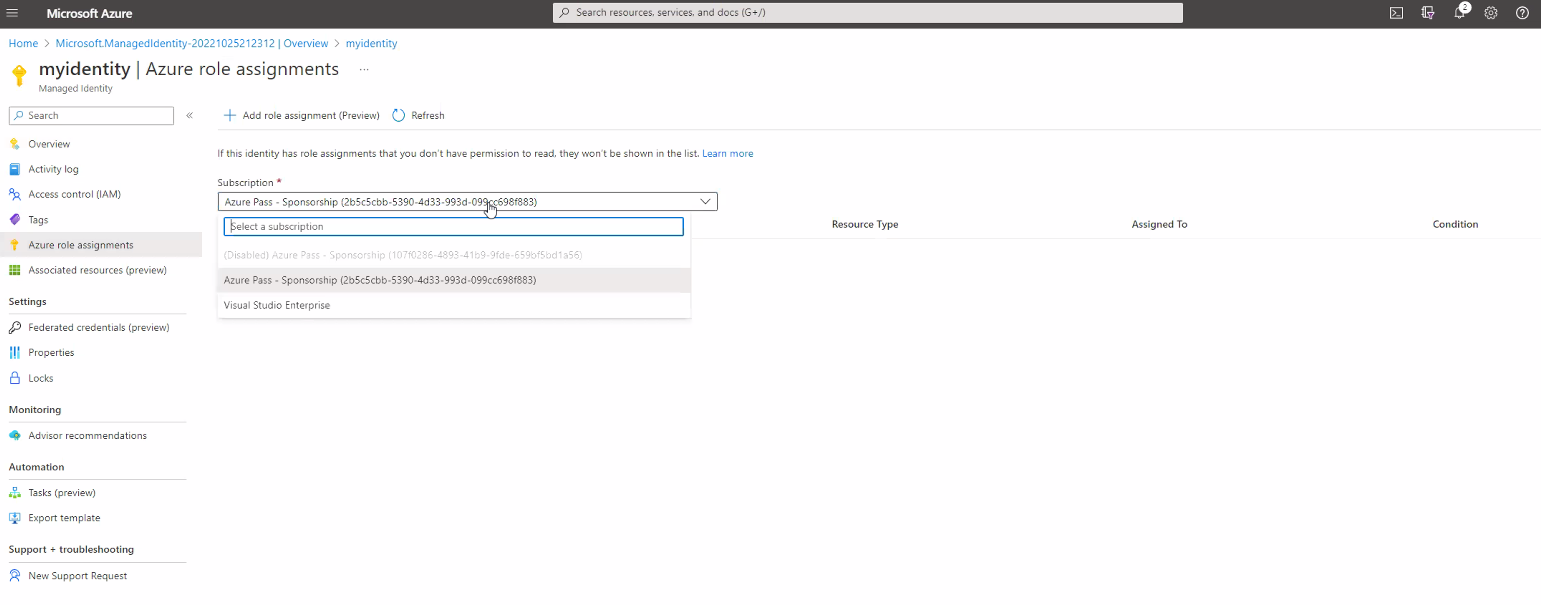 Microsoft Azure
Search resources, services, and docs (G+/)
2
Home > Microsoft.ManagedIdentity-20221025212312 | Overview > myidentity
myidentity | Azure role assignments ...
Managed Identity
Search
«
+ Add role assignment (Preview) Refresh
Overview
Activity log
Access control (IAM)
Tags
Azure role assignments
Associated resources (preview)
Settings
Federated credentials (preview)
Properties
Locks
Monitoring
Advisor recommendations
Automation
Tasks (preview)
Export template
Support + troubleshooting
New Support Request
If this identity has role assignments that you don't have permission to read, they won't be shown in the list. Learn more
Subscription *
Azure Pass - Sponsorship (2b5c5cbb-5390-4d33-993d-099cc698f883)
Select a subscription
(Disabled) Azure Pass - Sponsorship (107f0286-4893-41b9-9fde-659bf5bd1a56)
Azure Pass - Sponsorship (2b5c5cbb-5390-4d33-993d-099cc698f883)
Visual Studio Enterprise
Resource Type Assigned To Condition